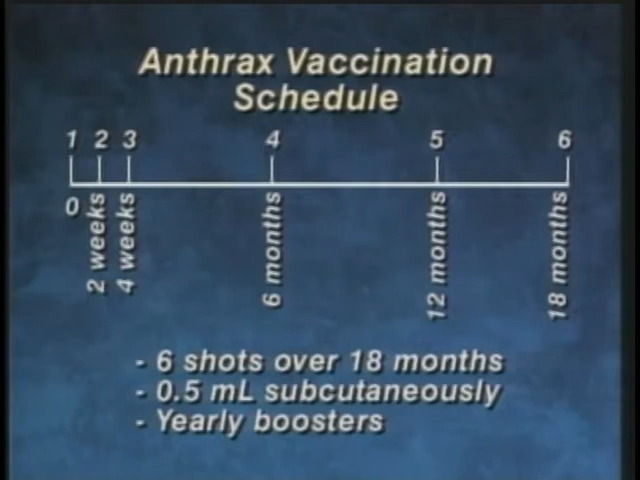 Anthrax Vaccination
Schedule
1 2 3 4 5 6
0 2 weeks 4 weeks 6 months 12 months 18 months
- 6 shots over 18 months
- 0.5 mL subcutaneously
- Yearly boosters